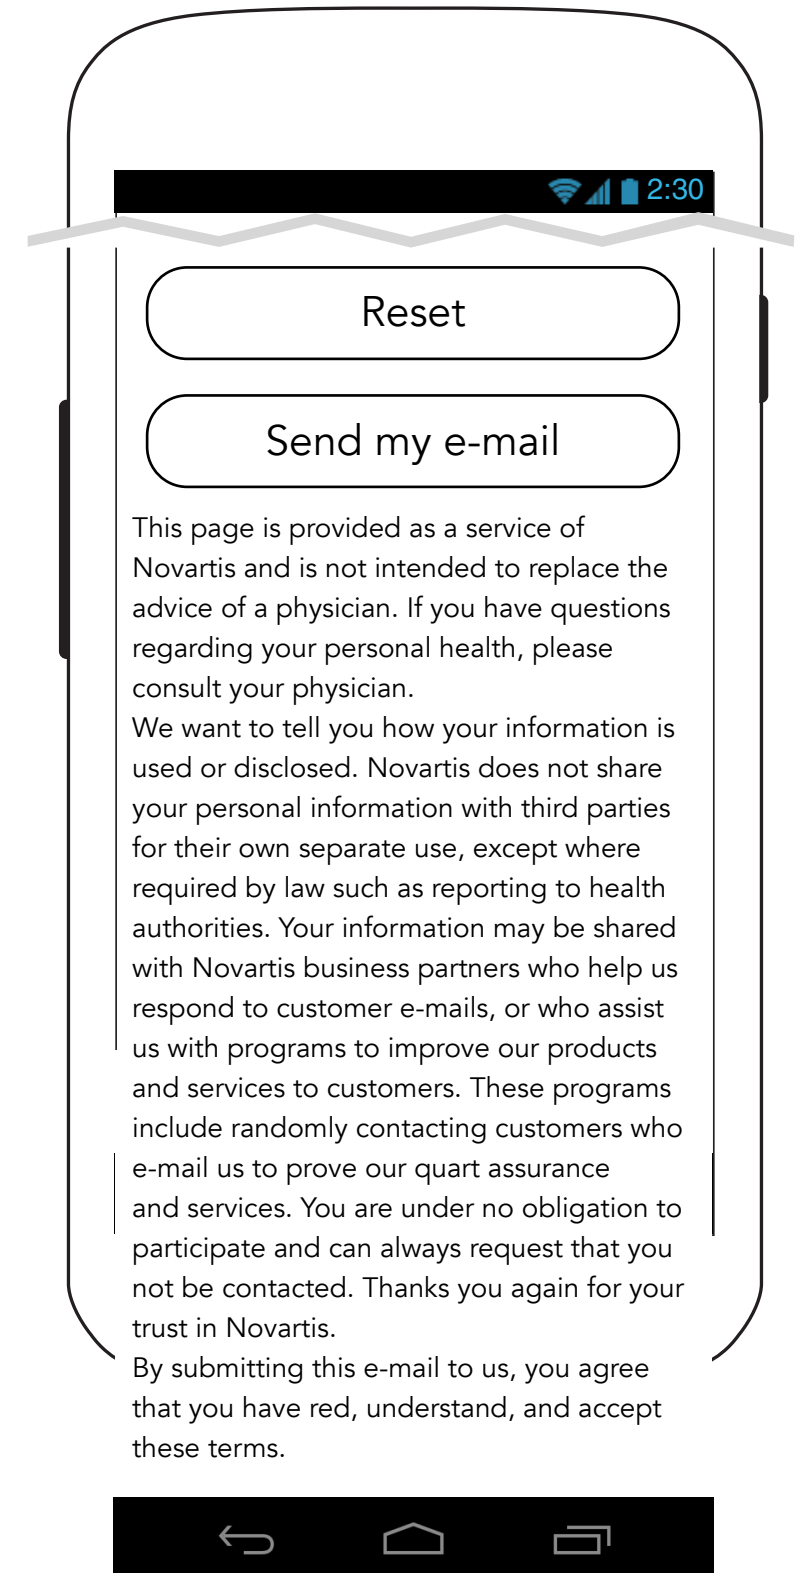 2:30
Reset
Send my e-mail
This page is provided as a service of
Novartis and is not intended to replace the
advice of a physician. If you have questions
regarding your personal health, please
consult your physician.
We want to tell you how your information is
used or disclosed. Novartis does not share
your personal information with third parties
for their own separate use, except where
required by law such as reporting to health
authorities. Your information may be shared
with Novartis business partners who help us
respond to customer e-mails, or who assist
us with programs to improve our products
and services to customers. These programs
include randomly contacting customers who
e-mail us to prove our quart assurance
and services. You are under no obligation to
participate and can always request that you
not be contacted. Thanks you again for your
trust in Novartis.
By submitting this e-mail to us, you agree
that you have red, understand, and accept
these terms.